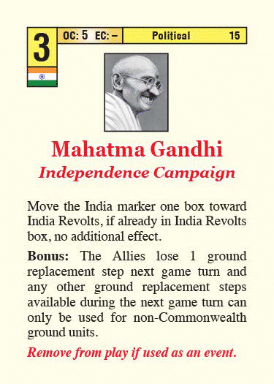 3 OC: 5 EC: – Political 15
Mahatma Gandhi
Independence Campaign
Move the India marker one box toward
India Revolts, if already in India Revolts
box, no additional effect.
Bonus: The Allies lose 1 ground
replacement step next game turn and
any other ground replacement steps
available during the next game turn can
only be used for non-Commonwealth
ground units.
Remove from play if used as an event.